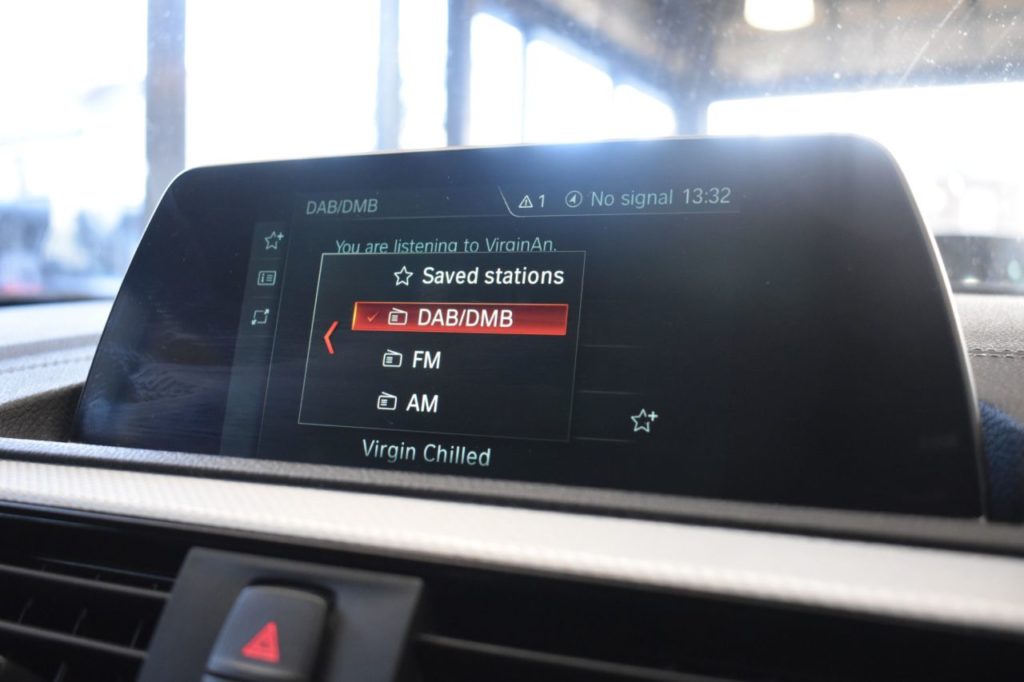 DAB/DMB 1 No signal 13:32
You are listening to VirginAn.
Saved stations
DAB/DMB
FM
AM
Virgin Chilled